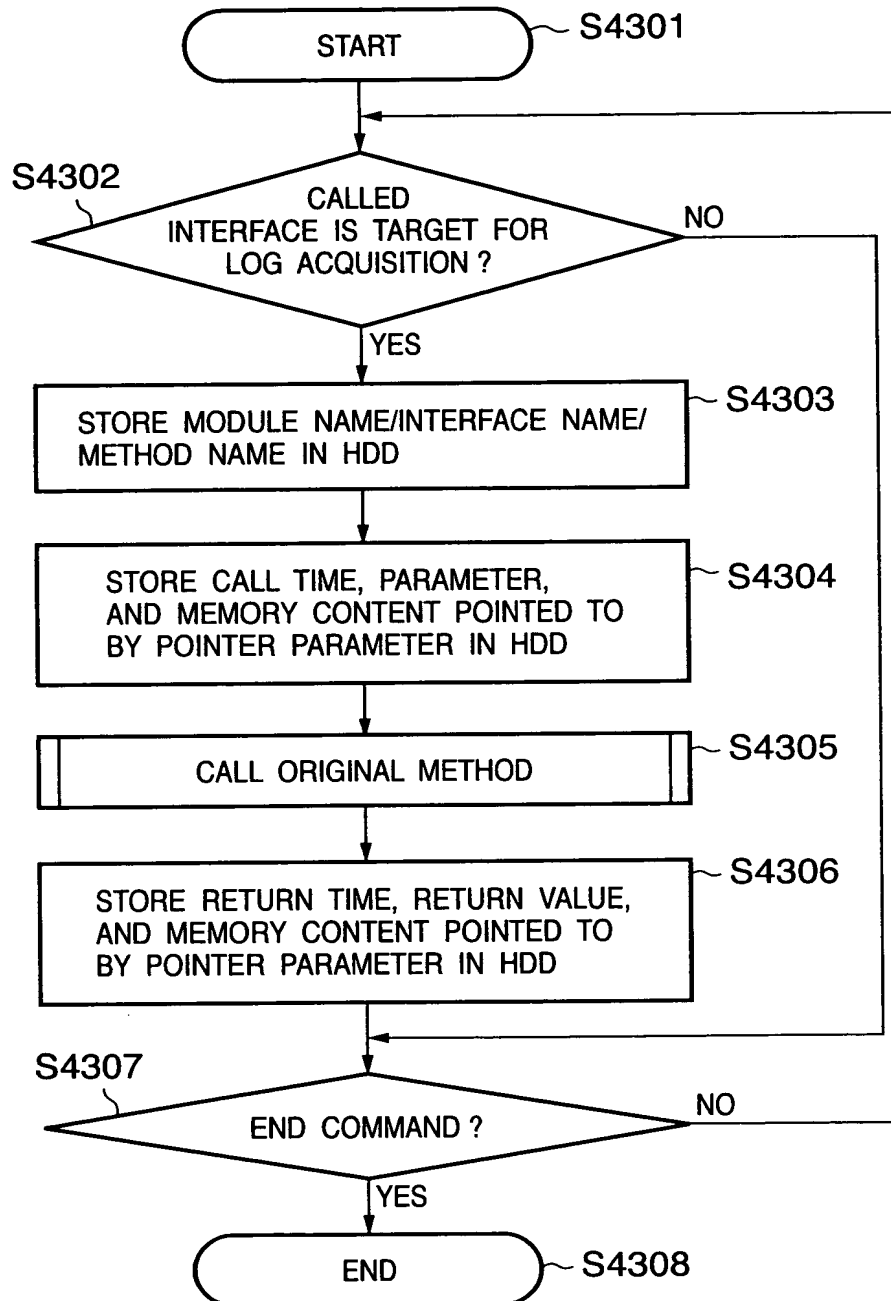 START
S4301
S4302
CALLED
INTERFACE IS TARGET FOR
LOG ACQUISITION ?
NO
YES
S4303
STORE MODULE NAME/INTERFACE NAME/
METHOD NAME IN HDD
S4304
STORE CALL TIME, PARAMETER,
AND MEMORY CONTENT POINTED TO
BY POINTER PARAMETER IN HDD
S4305
CALL ORIGINAL METHOD
S4306
STORE RETURN TIME, RETURN VALUE,
AND MEMORY CONTENT POINTED TO
BY POINTER PARAMETER IN HDD
S4307
END COMMAND ?
NO
YES
END
S4308